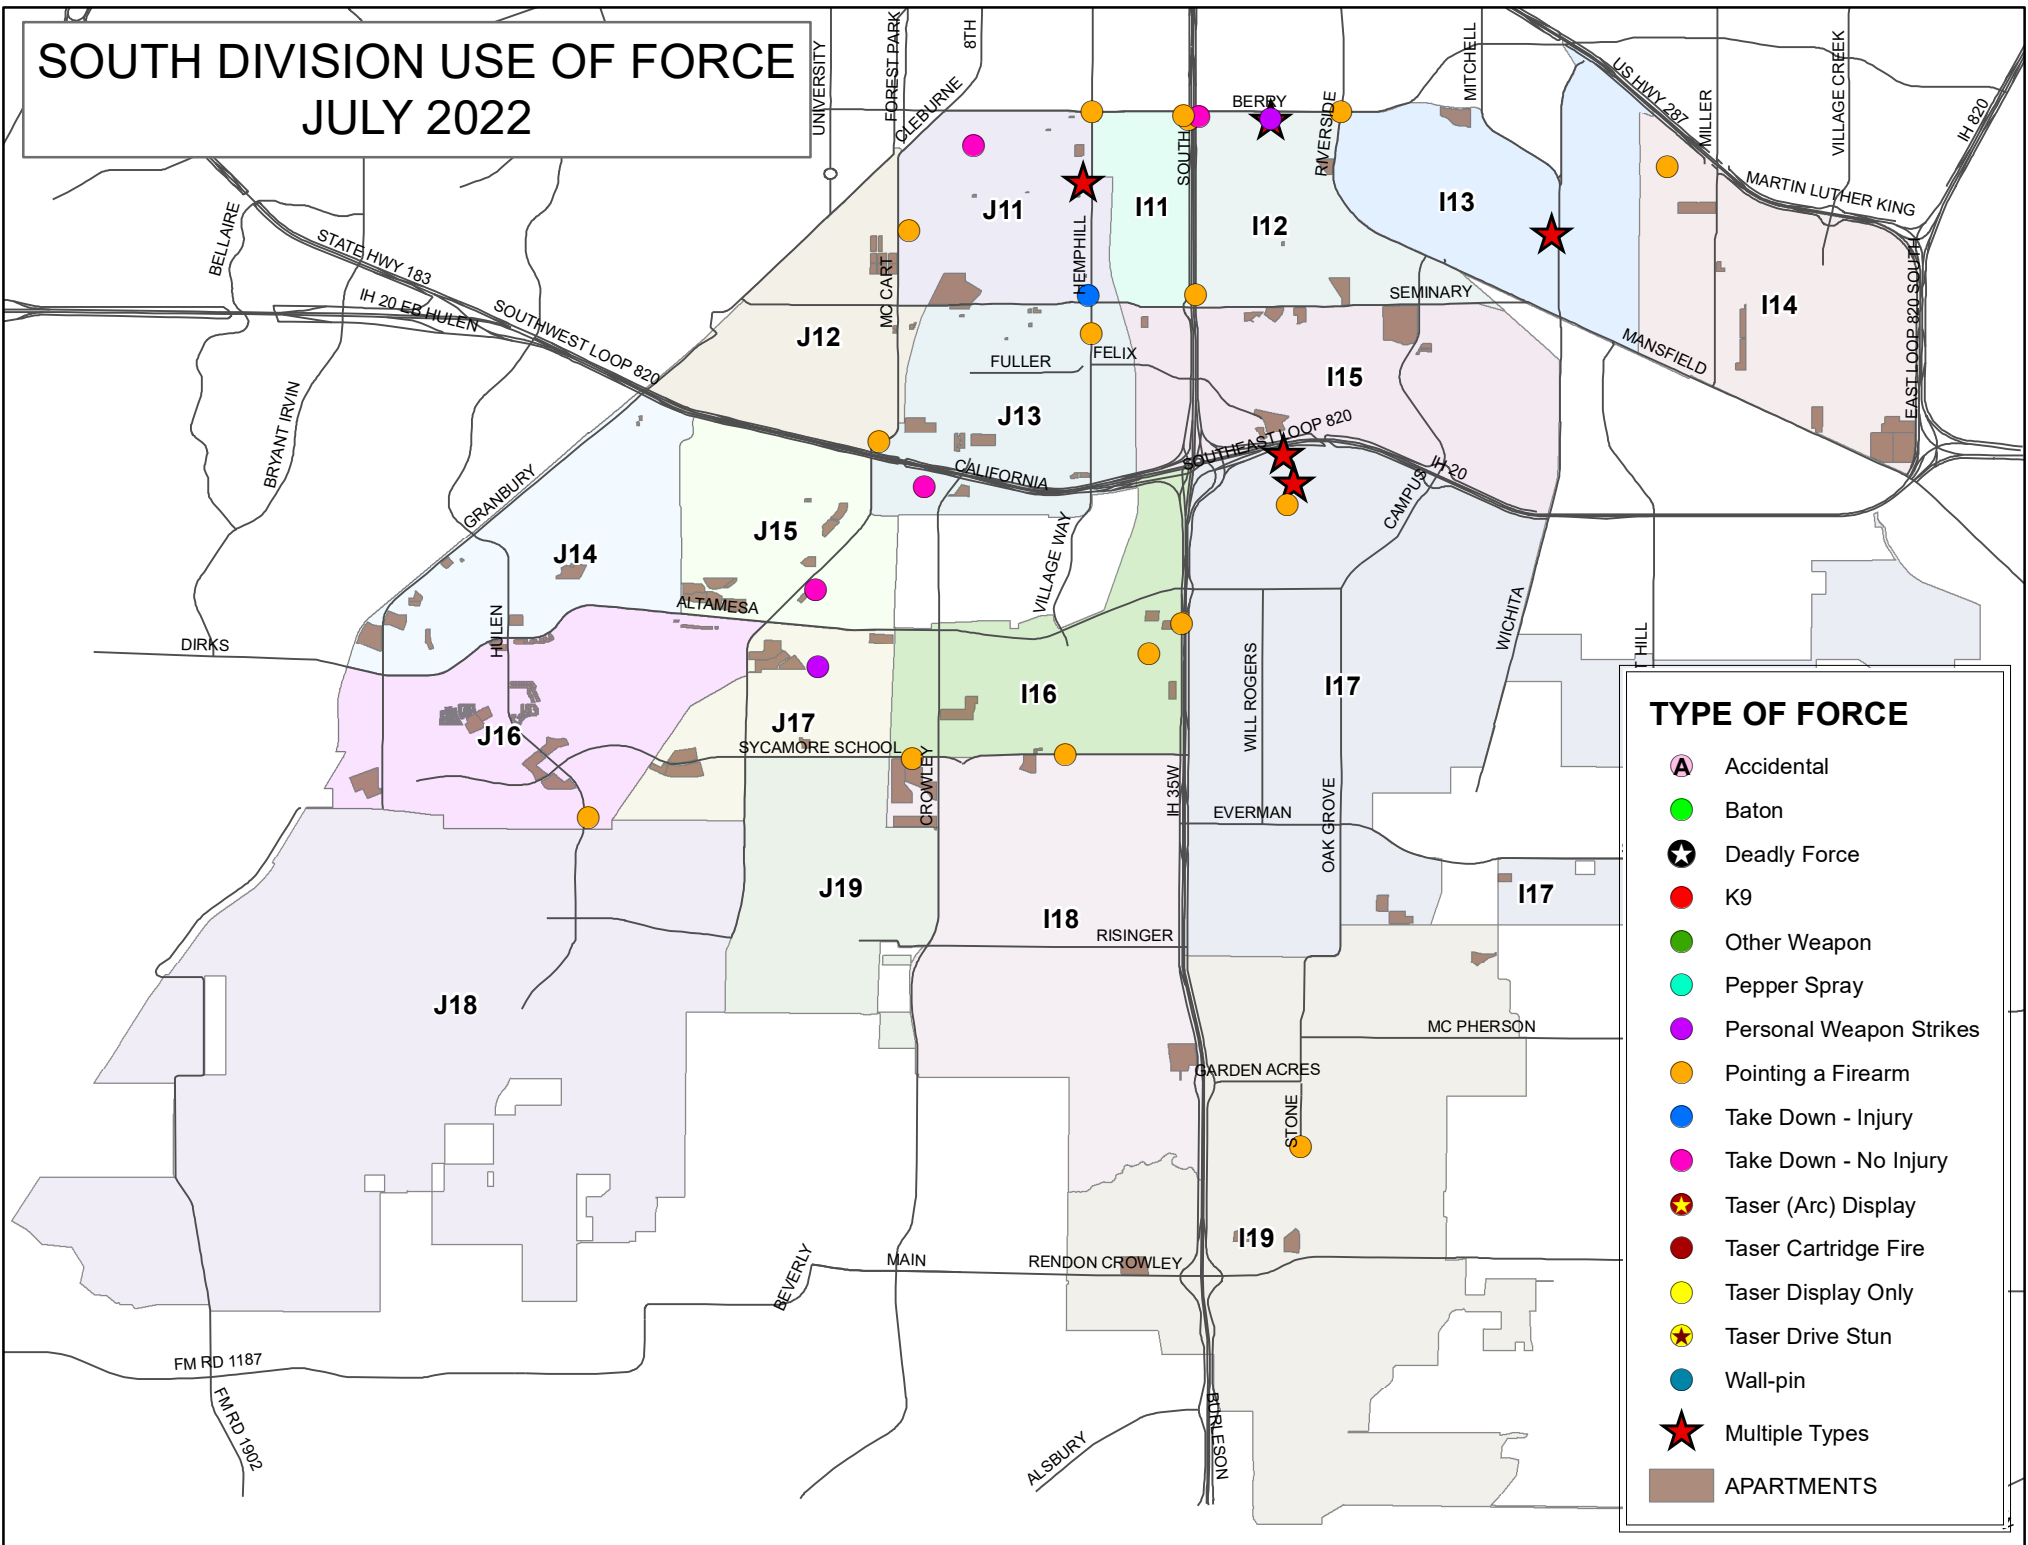 SOUTH DIVISION USE OF FORCE
JULY 2022
UNIVERSITY
FOREST PARK
8TH
CLEBURNE
BERRY
SOUTH
RIVERSIDE
MITCHELL
US HWY 287
MILLER
VILLAGE CREEK
IH 820
MARTIN LUTHER KING
BELLAIRE
STATE HWY 183
IH 20 EB HULEN
SOUTHWEST LOOP 820
MC CART
HEMPHILL
J11
I11
I12
I13
I14
SEMINARY
MANSFIELD
EAST LOOP 820 SOUTH
J12
FULLER
FELIX
I15
J13
BRYANT IRVIN
GRANBURY
CALIFORNIA
SOUTHEAST LOOP 820
IH 20
CAMPUS
J15
J14
VILLAGE WAY
ALTAMESA
HULEN
DIRKS
WICHITA
T HILL
WILL ROGERS
I16
I17
J17
J16
SYCAMORE SCHOOL
CROWLEY
IH 35W
EVERMAN
OAK GROVE
J19
I17
I18
RISINGER
J18
MC PHERSON
GARDEN ACRES
STONE
I19
BEVERLY
MAIN
RENDON CROWLEY
FM RD 1187
FM RD 1902
ALSBURY
BURLESON
TYPE OF FORCE
A Accidental
Baton
Deadly Force
K9
Other Weapon
Pepper Spray
Personal Weapon Strikes
Pointing a Firearm
Take Down - Injury
Take Down - No Injury
Taser (Arc) Display
Taser Cartridge Fire
Taser Display Only
Taser Drive Stun
Wall-pin
Multiple Types
APARTMENTS